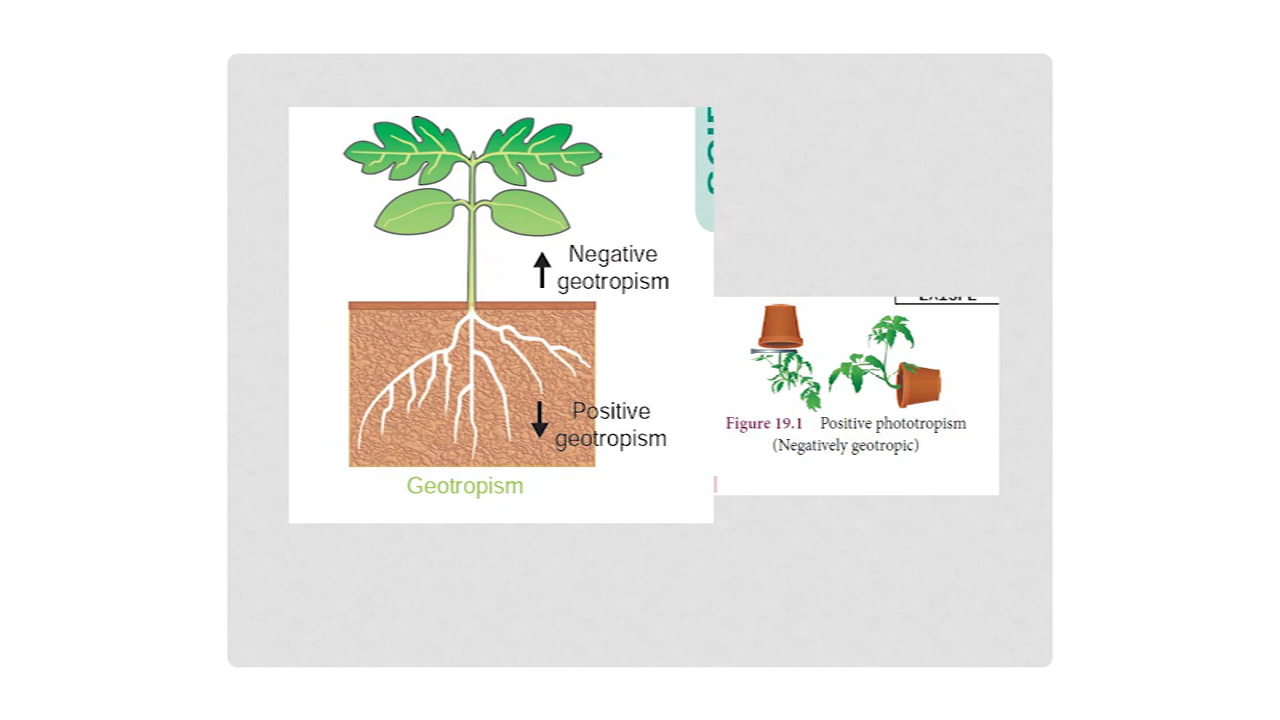 Negative
geotropism
Positive
geotropism
Geotropism
Figure 19.1 Positive phototropism
(Negatively geotropic)